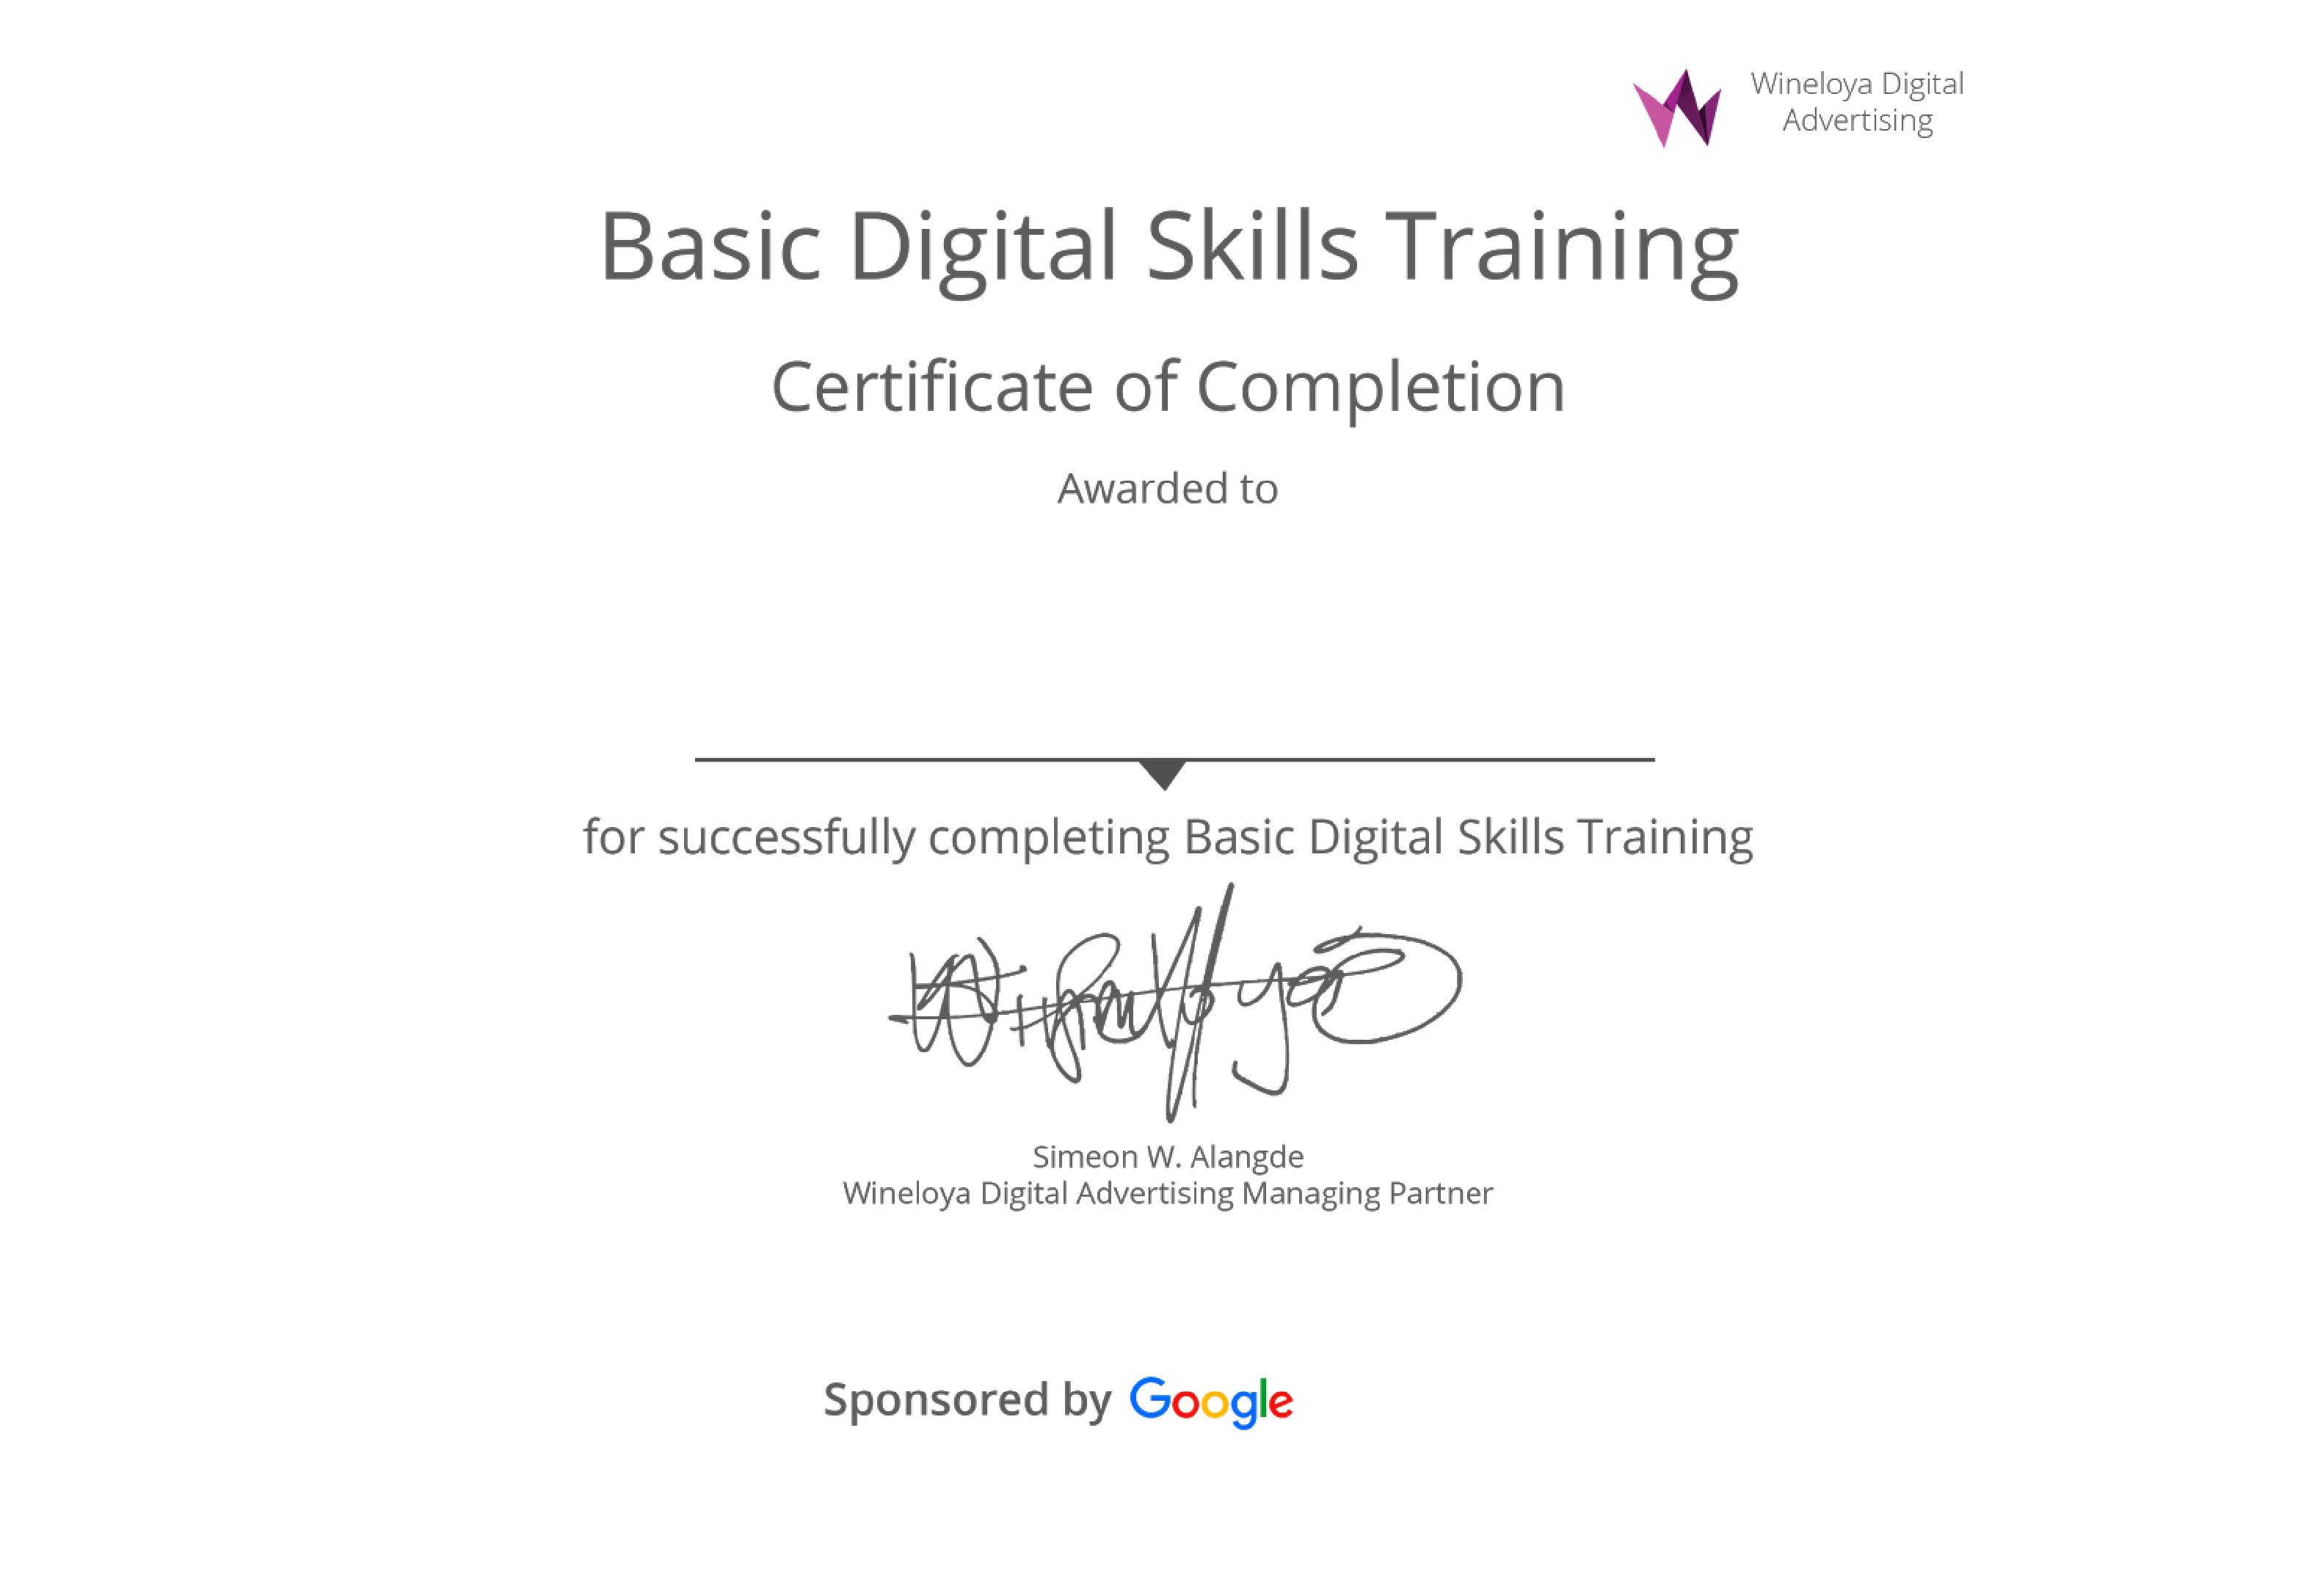 Wineloya Digital
Advertising
Basic Digital Skills Training
Certificate of Completion
Awarded to
for successfully completing Basic Digital Skills Training
Simeon W. Alangde
Wineloya Digital Advertising Managing Partner
Sponsored by Google